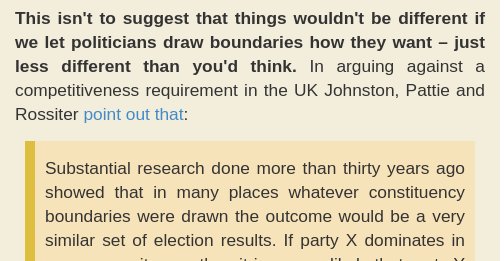 This isn't to suggest that things wouldn't be different if
we let politicians draw boundaries how they want – just
less different than you'd think. In arguing against a
competitiveness requirement in the UK Johnston, Pattie and
Rossiter point out that:
Substantial research done more than thirty years ago
showed that in many places whatever constituency
boundaries were drawn the outcome would be a very
similar set of election results. If party X dominates in